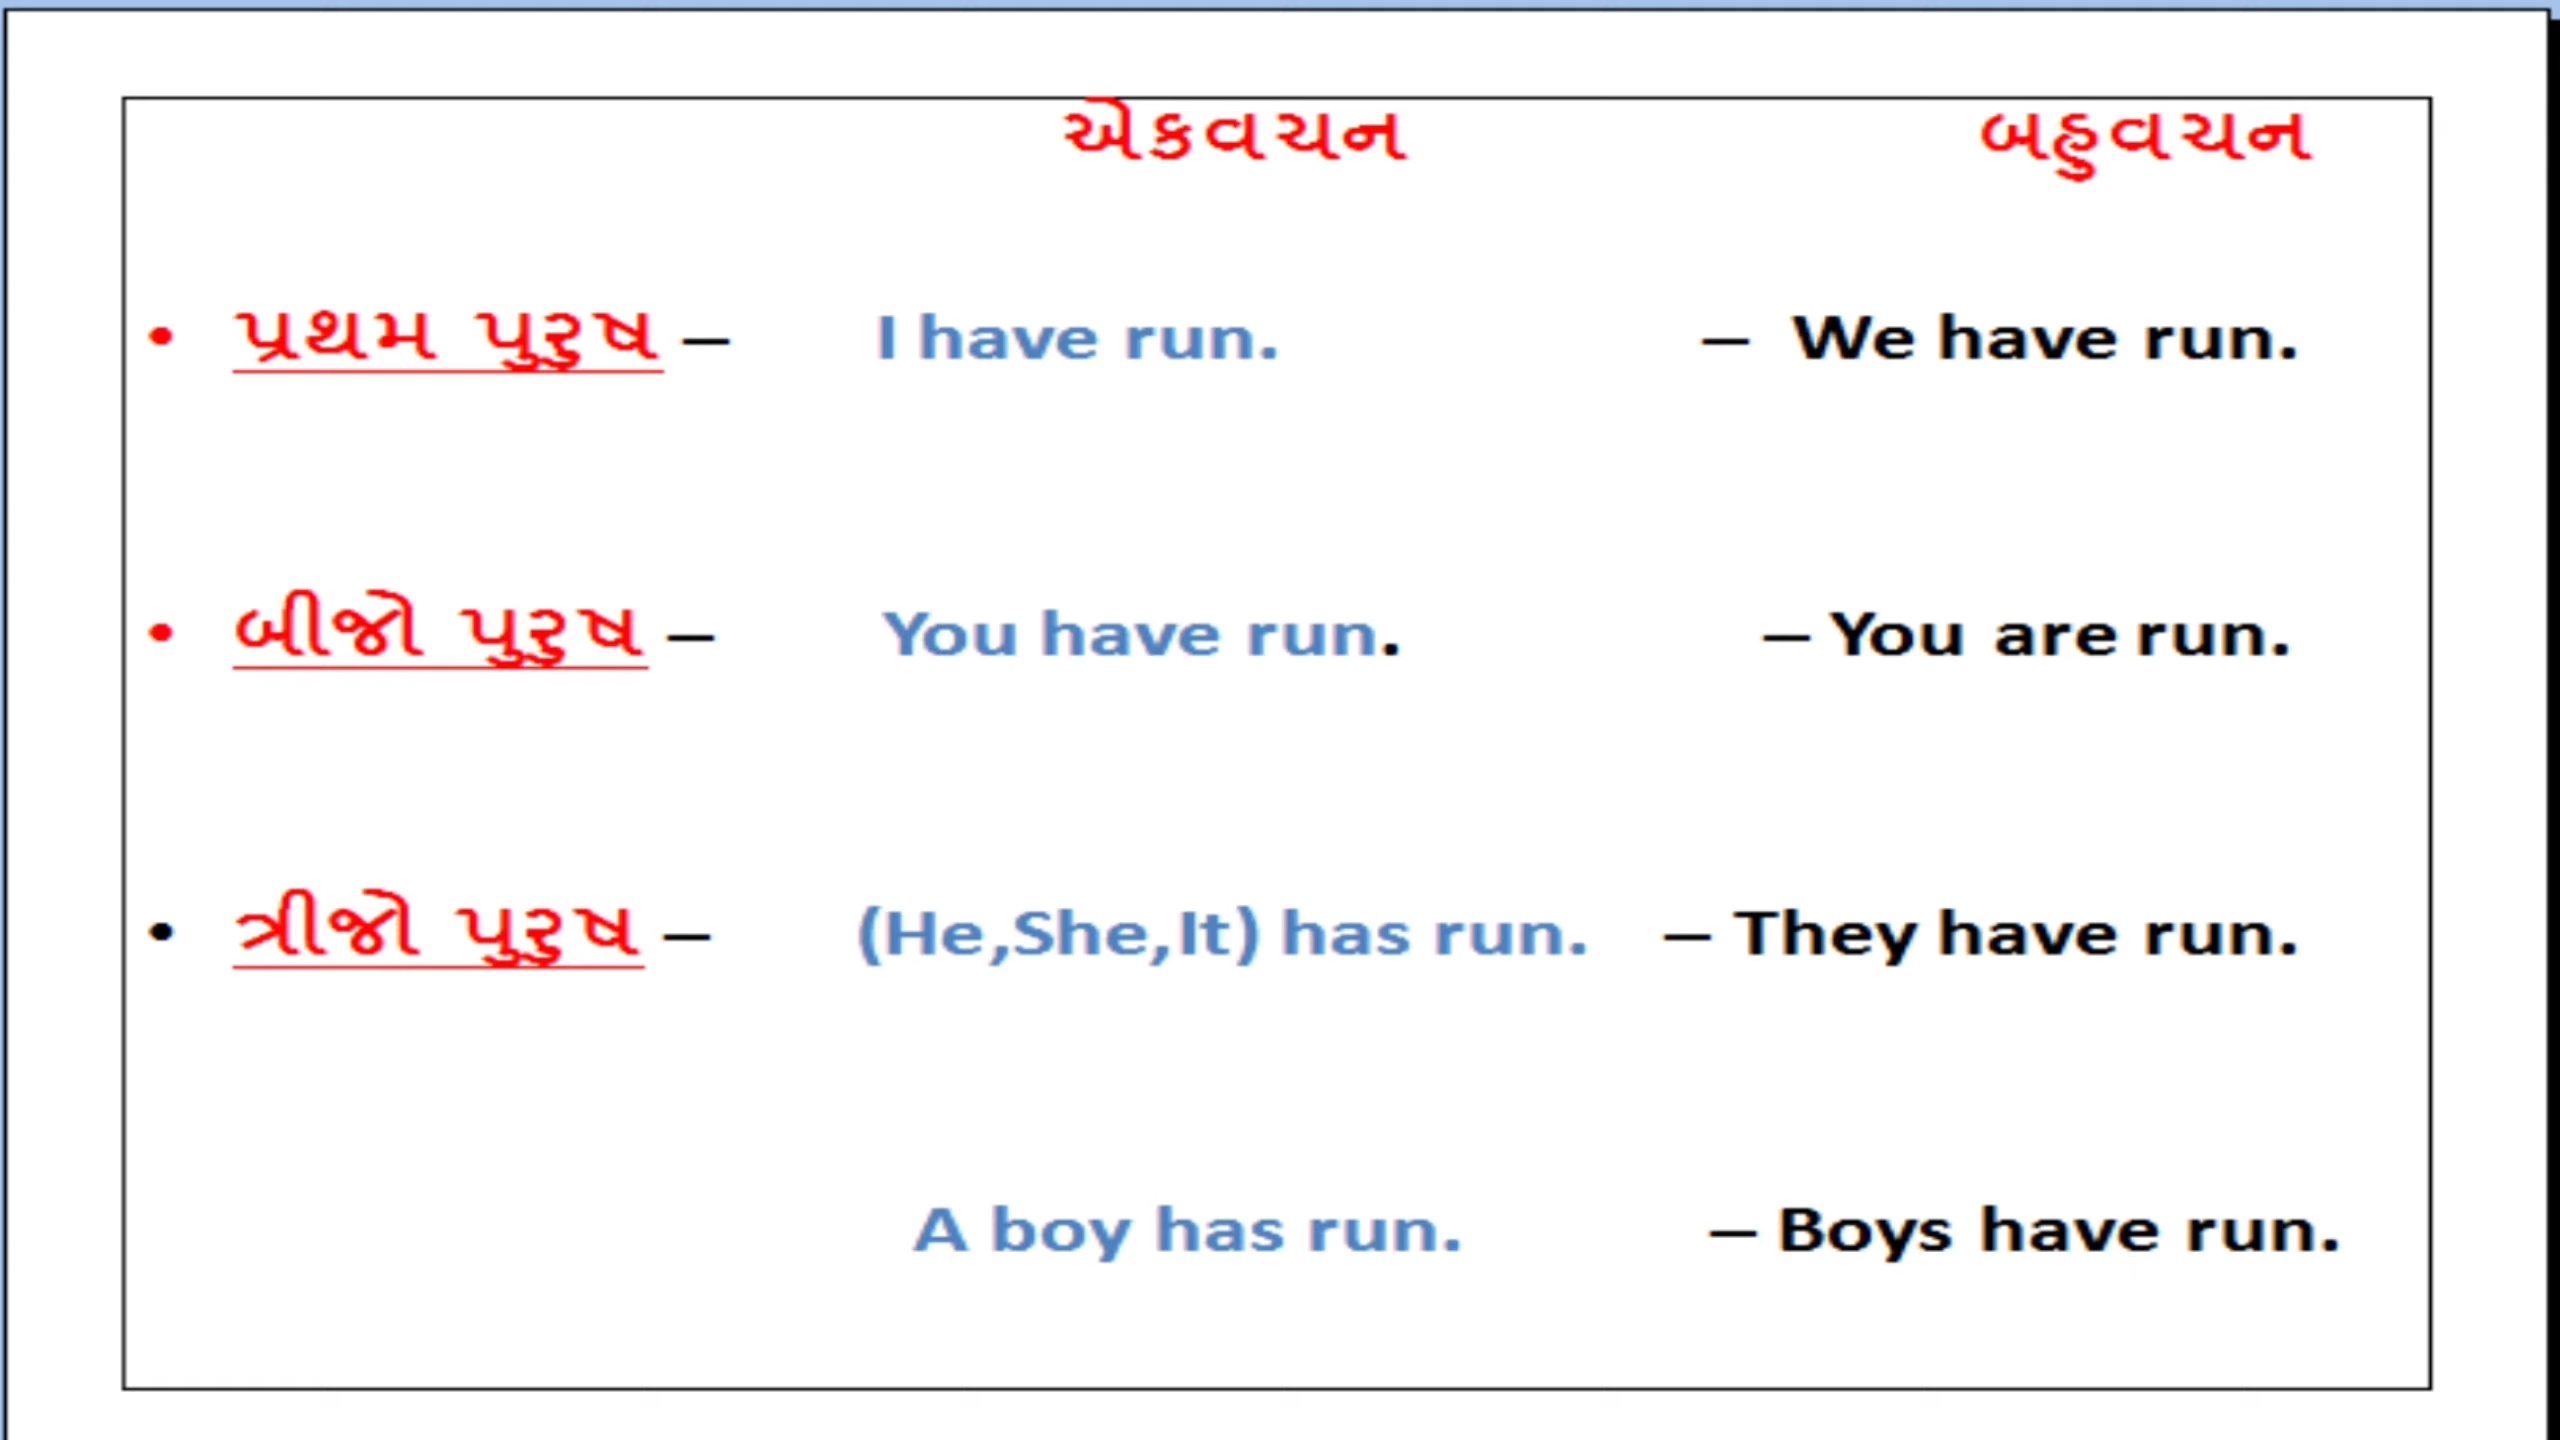 એકવચન બહુવચન
• પ્રથમ પુરુષ – I have run. – We have run.
• બીજો પુરુષ – You have run. – You are run.
• ત્રીજો પુરુષ – (He,She,It) has run. – They have run.
A boy has run. – Boys have run.